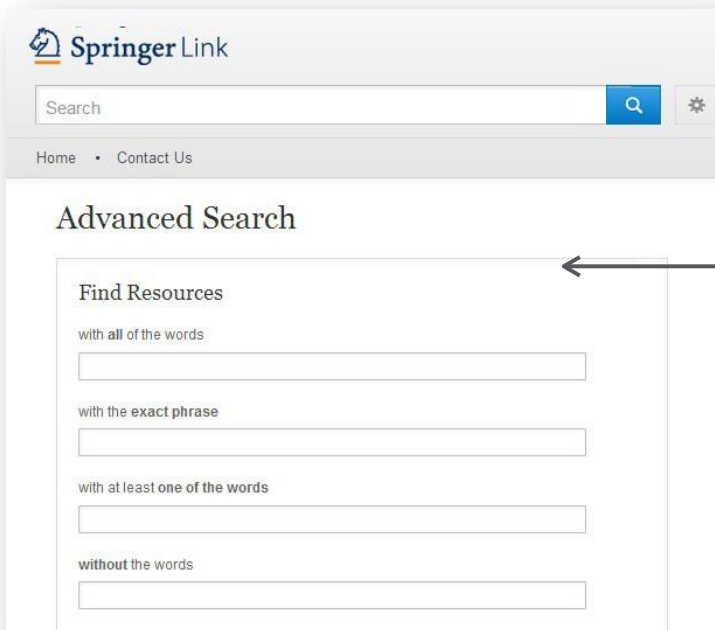 Springer Link
Search
Home • Contact Us
Advanced Search
Find Resources
with all of the words
with the exact phrase
with at least one of the words
without the words